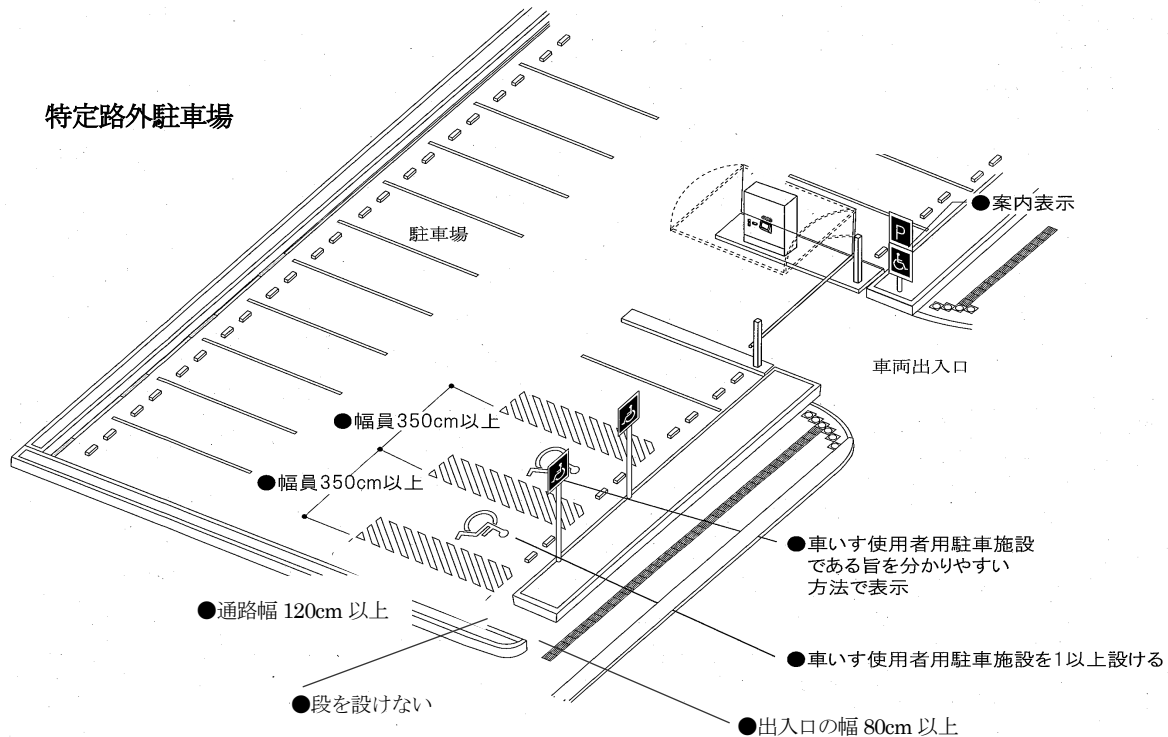 特定路外駐車場
●案内表示
P
駐車場
車両出入口
●幅員350cm以上
●幅員350cm以上
●車いす使用者用駐車施設
である旨を分かりやすい
方法で表示
●通路幅 120cm 以上
●車いす使用者用駐車施設を1以上設ける
●段を設けない
●出入口の幅 80cm 以上